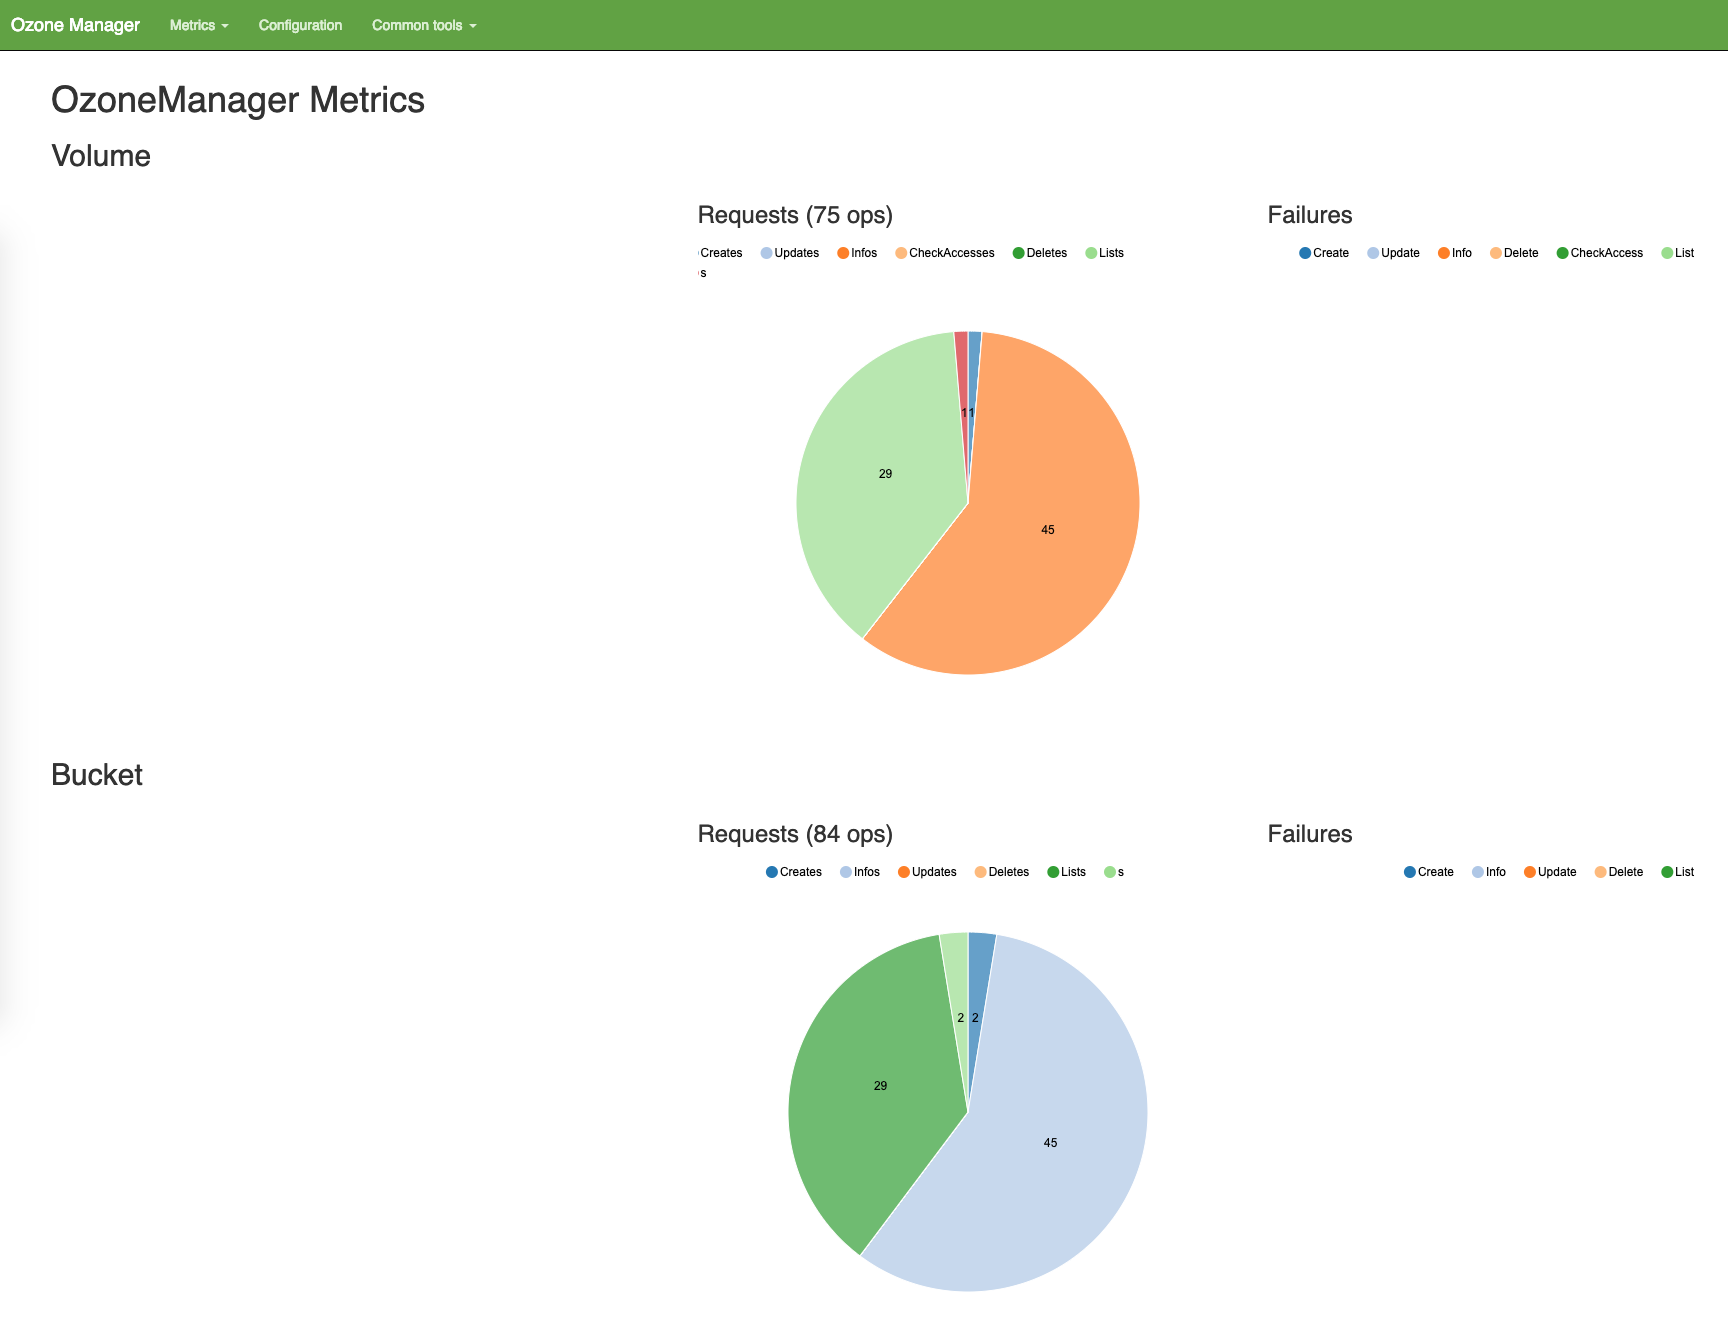 Ozone Manager Metrics Configuration Common tools
OzoneManager Metrics
Volume
Requests (75 ops)
Creates Updates Infos CheckAccesses Deletes Lists
s
11
29
45
Failures
Create Update Info Delete CheckAccess List
Bucket
Requests (84 ops)
Creates Infos Updates Deletes Lists s
2 2
29
45
Failures
Create Info Update Delete List